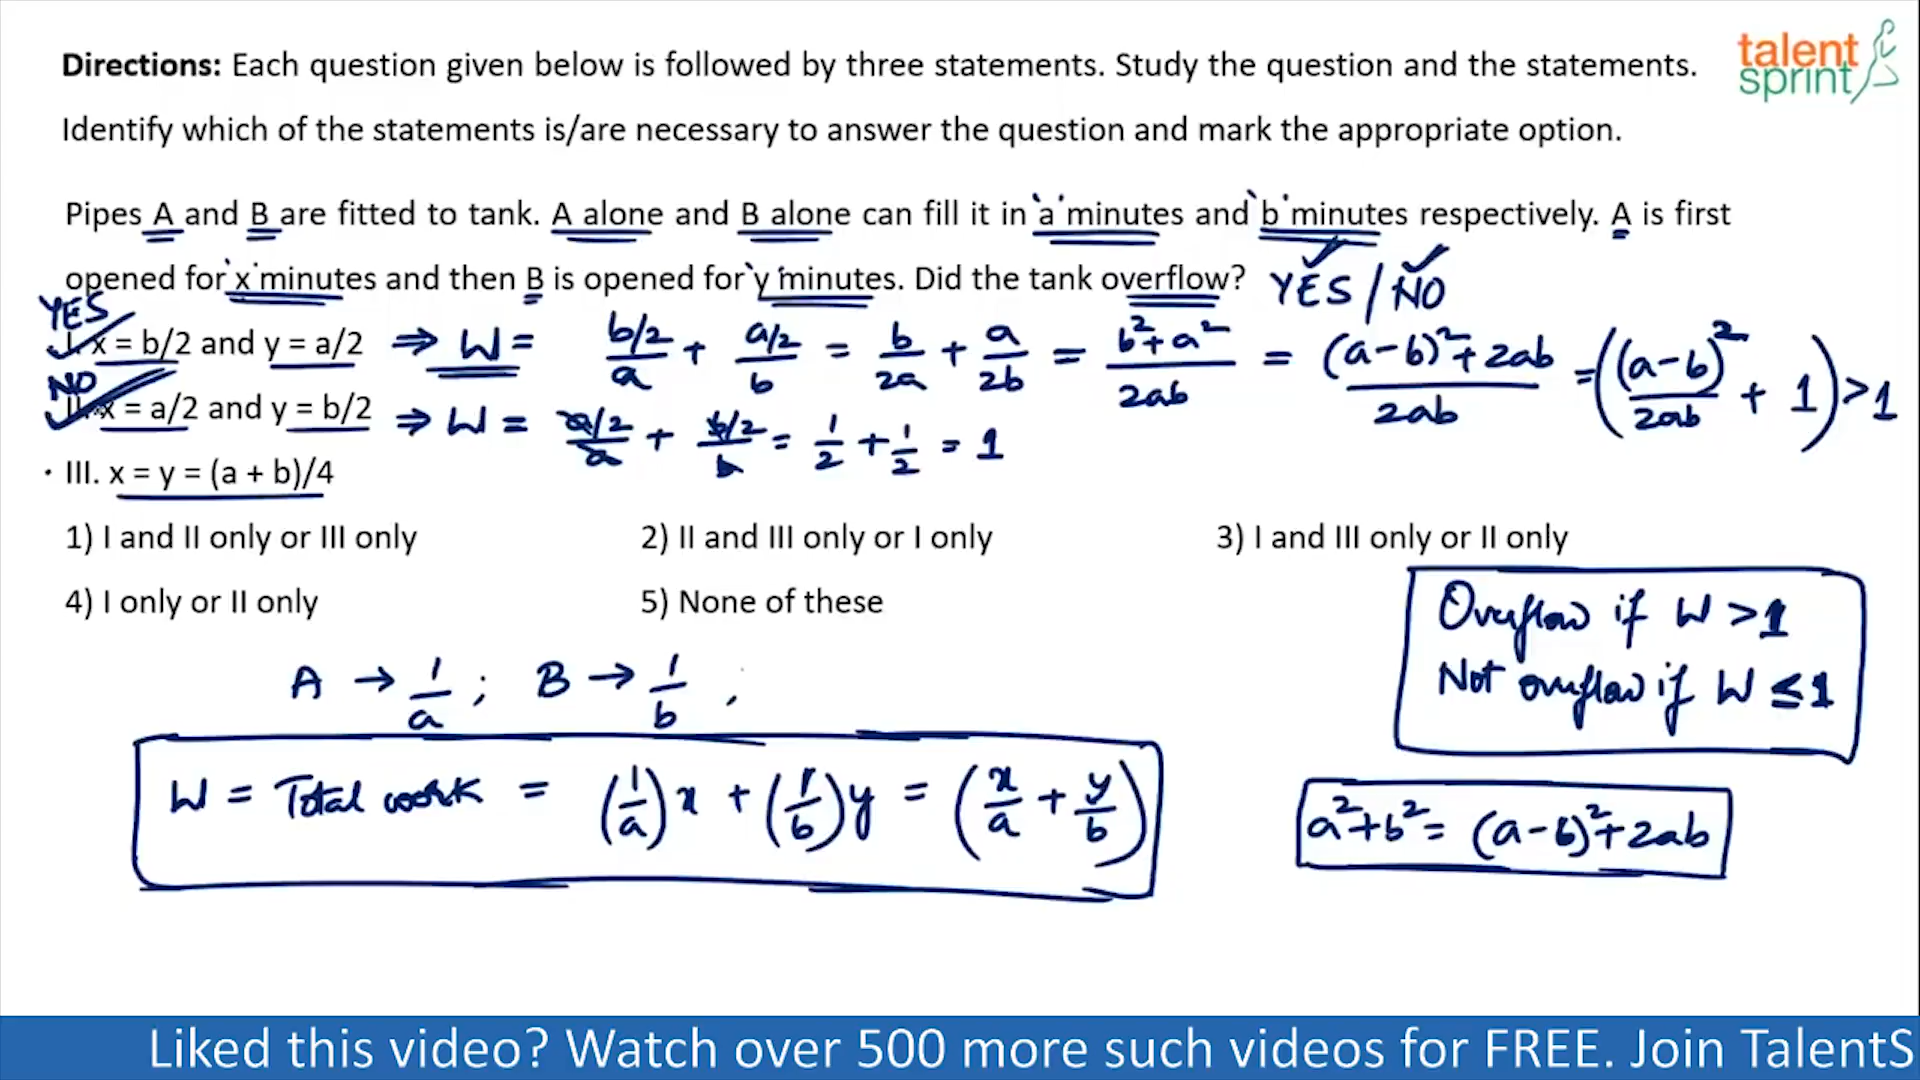 Directions: Each question given below is followed by three statements. Study the question and the statements.
talent
sprint
Identify which of the statements is/are necessary to answer the question and mark the appropriate option.
Pipes A and B are fitted to tank. A alone and B alone can fill it in 'a' minutes and 'b' minutes respectively. A is first
opened for 'x' minutes and then B is opened for 'y' minutes. Did the tank overflow? YES / NO
YES
I. x = b/2 and y = a/2 ⇒ W = (b/2)/a + (a/2)/b = b/2a + a/2b = (b²+a²)/2ab = ((a-b)²+2ab)/2ab = ((a-b)²/2ab + 1) > 1
NO
II. x = a/2 and y = b/2 ⇒ W = (a/2)/a + (b/2)/b = 1/2 + 1/2 = 1
III. x = y = (a + b)/4
1) I and II only or III only 2) II and III only or I only 3) I and III only or II only
4) I only or II only 5) None of these
Overflow if W > 1
Not overflow if W ≤ 1
A → 1/a ; B → 1/b ,
W = Total work = (1/a)x + (1/b)y = (x/a + y/b)
a²+b² = (a-b)²+2ab
Liked this video? Watch over 500 more such videos for FREE. Join TalentS